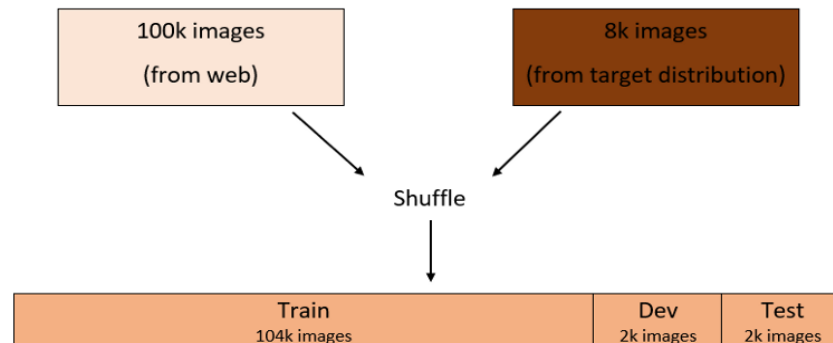 100k images
(from web)
8k images
(from target distribution)
Shuffle
Train
104k images
Dev
2k images
Test
2k images